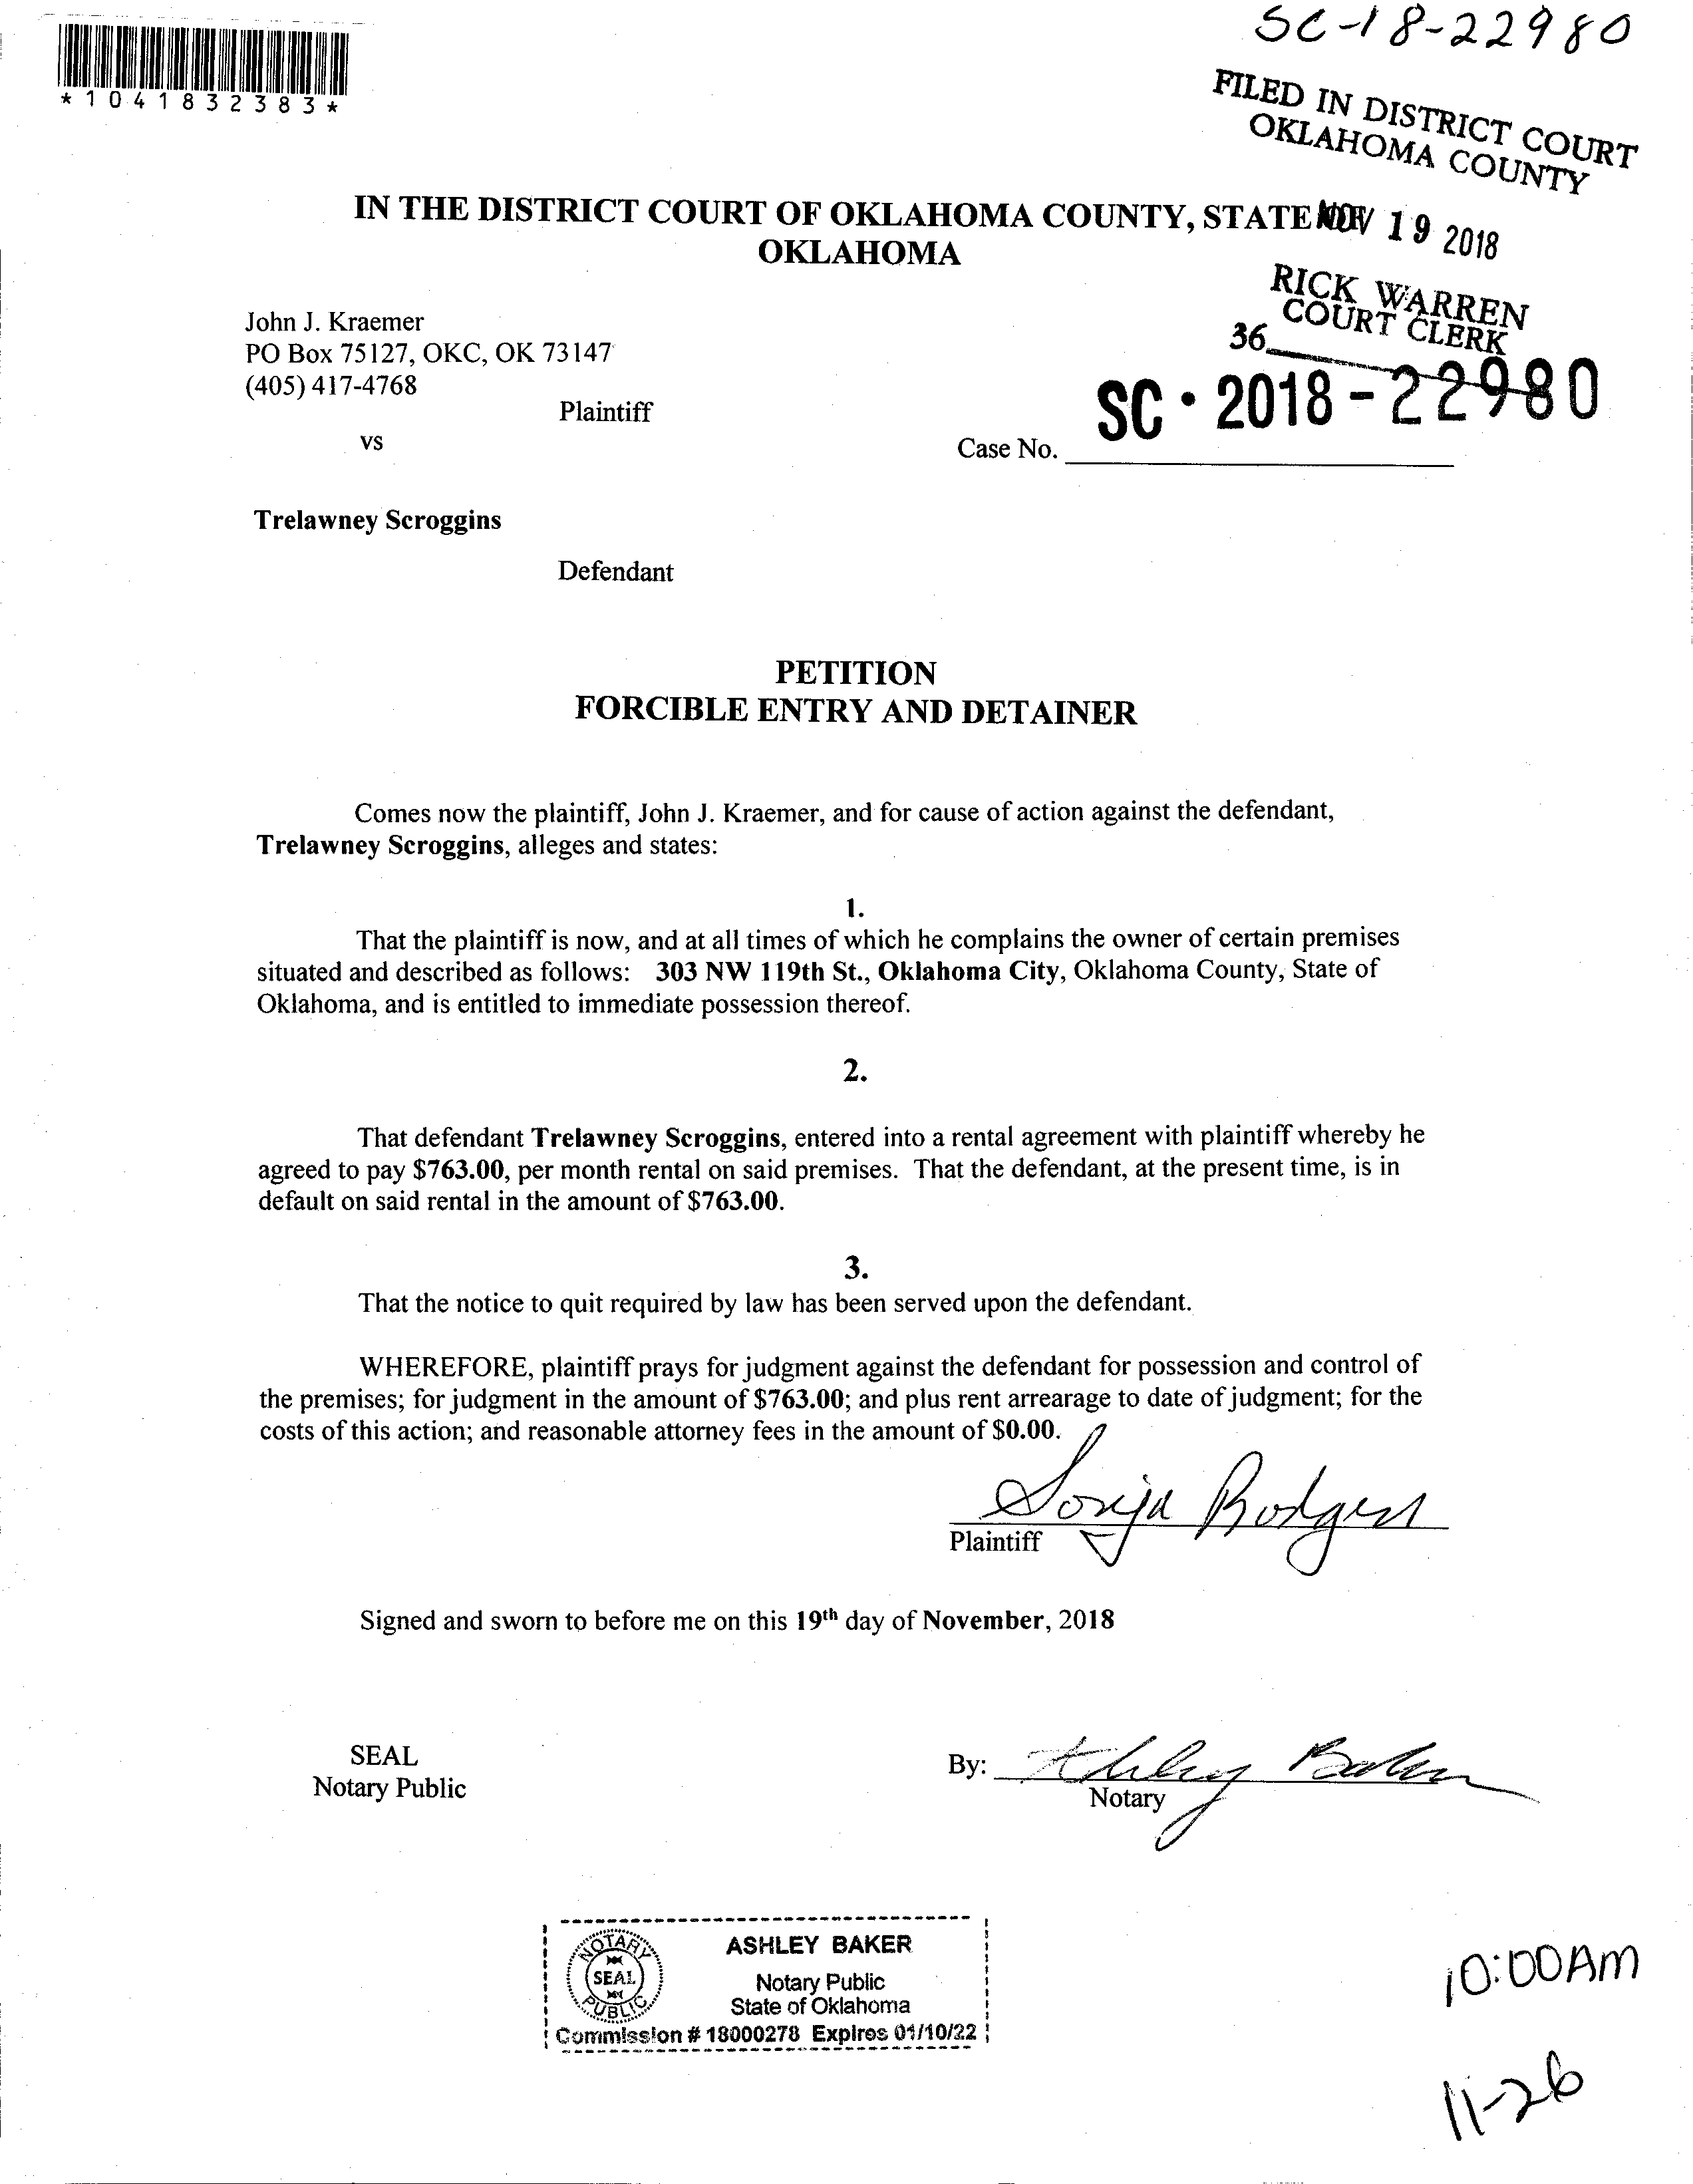 SC-18-22980
*1041832383*
FILED IN DISTRICT COURT
OKLAHOMA COUNTY
IN THE DISTRICT COURT OF OKLAHOMA COUNTY, STATE
NOV 19 2018
OKLAHOMA
RICK WARREN
COURT CLERK
36
John J. Kraemer
PO Box 75127, OKC, OK 73147
(405) 417-4768
Plaintiff
SC • 2018 - 22980
vs
Case No.
Trelawney Scroggins
Defendant
PETITION
FORCIBLE ENTRY AND DETAINER
Comes now the plaintiff, John J. Kraemer, and for cause of action against the defendant,
Trelawney Scroggins, alleges and states:
1.
That the plaintiff is now, and at all times of which he complains the owner of certain premises
situated and described as follows: 303 NW 119th St., Oklahoma City, Oklahoma County, State of
Oklahoma, and is entitled to immediate possession thereof.
2.
That defendant Trelawney Scroggins, entered into a rental agreement with plaintiff whereby he
agreed to pay $763.00, per month rental on said premises. That the defendant, at the present time, is in
default on said rental in the amount of $763.00.
3.
That the notice to quit required by law has been served upon the defendant.
WHEREFORE, plaintiff prays for judgment against the defendant for possession and control of
the premises; for judgment in the amount of $763.00; and plus rent arrearage to date of judgment; for the
costs of this action; and reasonable attorney fees in the amount of $0.00.
Sonja Rodgers
Plaintiff
Signed and sworn to before me on this 19th day of November, 2018
SEAL
Notary Public
By: Ashley Baker
Notary
NOTARY
SEAL
PUBLIC
ASHLEY BAKER
Notary Public
State of Oklahoma
Commission # 18000278 Expires 01/10/22
10:00AM
11-26